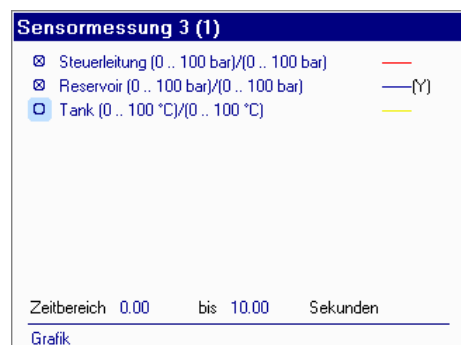 Sensormessung 3 (1)
Steuerleitung (0 .. 100 bar)/(0 .. 100 bar)
Reservoir (0 .. 100 bar)/(0 .. 100 bar) (Y)
Tank (0 .. 100 °C)/(0 .. 100 °C)
Zeitbereich 0.00 bis 10.00 Sekunden
Grafik